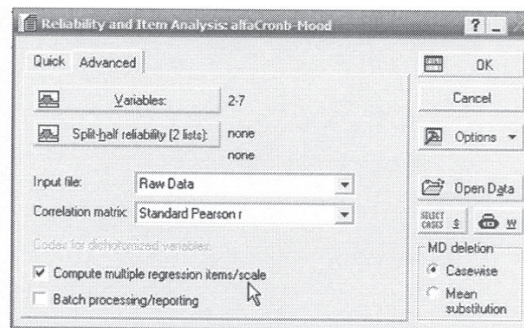 Reliability and Item Analysis: alfaCronb-Mood
? _
Quick Advanced
Variables: 2-7
Split-half reliability (2 lists): none
none
Input file: Raw Data
Correlation matrix: Standard Pearson r
Codes for dichotomized variables:
Compute multiple regression items/scale
Batch processing/reporting
OK
Cancel
Options
Open Data
SELECT CASES S W
MD deletion
Casewise
Mean substitution